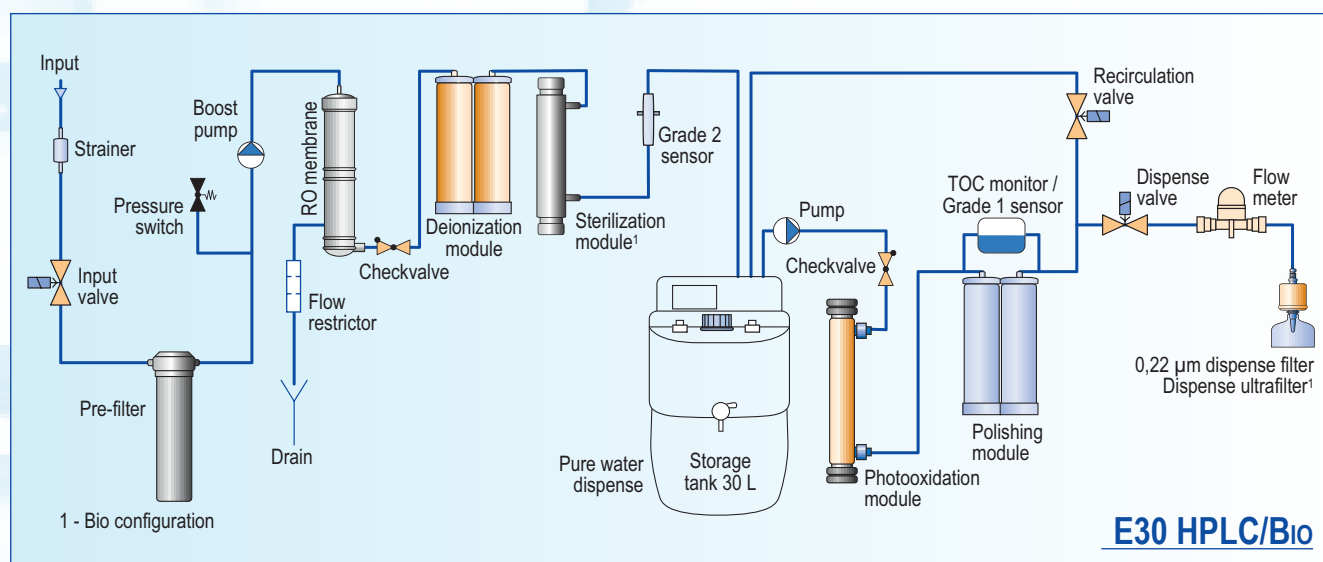 Input
Strainer
Input
valve
Pre-filter
1 - Bio configuration
Pressure
switch
Boost
pump
RO membrane
Flow
restrictor
Drain
Checkvalve
Deionization
module
Sterilization
module¹
Grade 2
sensor
Pure water
dispense
Storage
tank 30 L
Pump
Checkvalve
Photooxidation
module
TOC monitor /
Grade 1 sensor
Polishing
module
Recirculation
valve
Dispense
valve
Flow
meter
0,22 µm dispense filter
Dispense ultrafilter¹
E30 HPLC/BIO